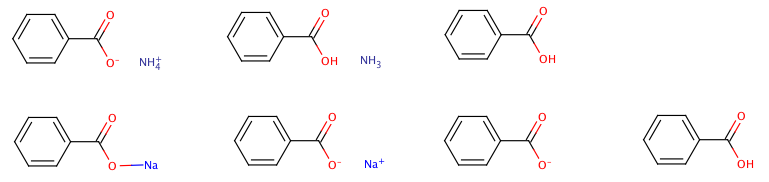 O O O
O⁻ NH₄⁺ OH NH₃ OH
O O O O
O Na O⁻ Na⁺ O⁻ OH